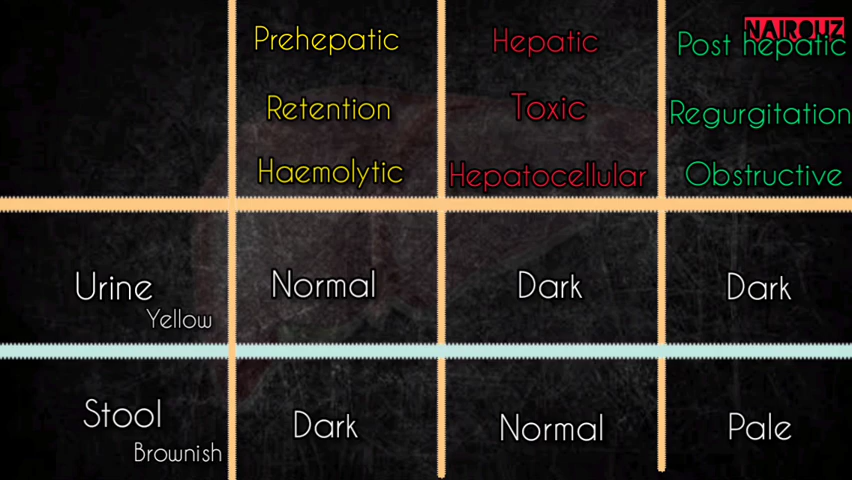 NAIROUZ
Prehepatic Hepatic Post hepatic
Retention Toxic Regurgitation
Haemolytic Hepatocellular Obstructive
Urine Normal Dark Dark
Yellow
Stool Dark Normal Pale
Brownish